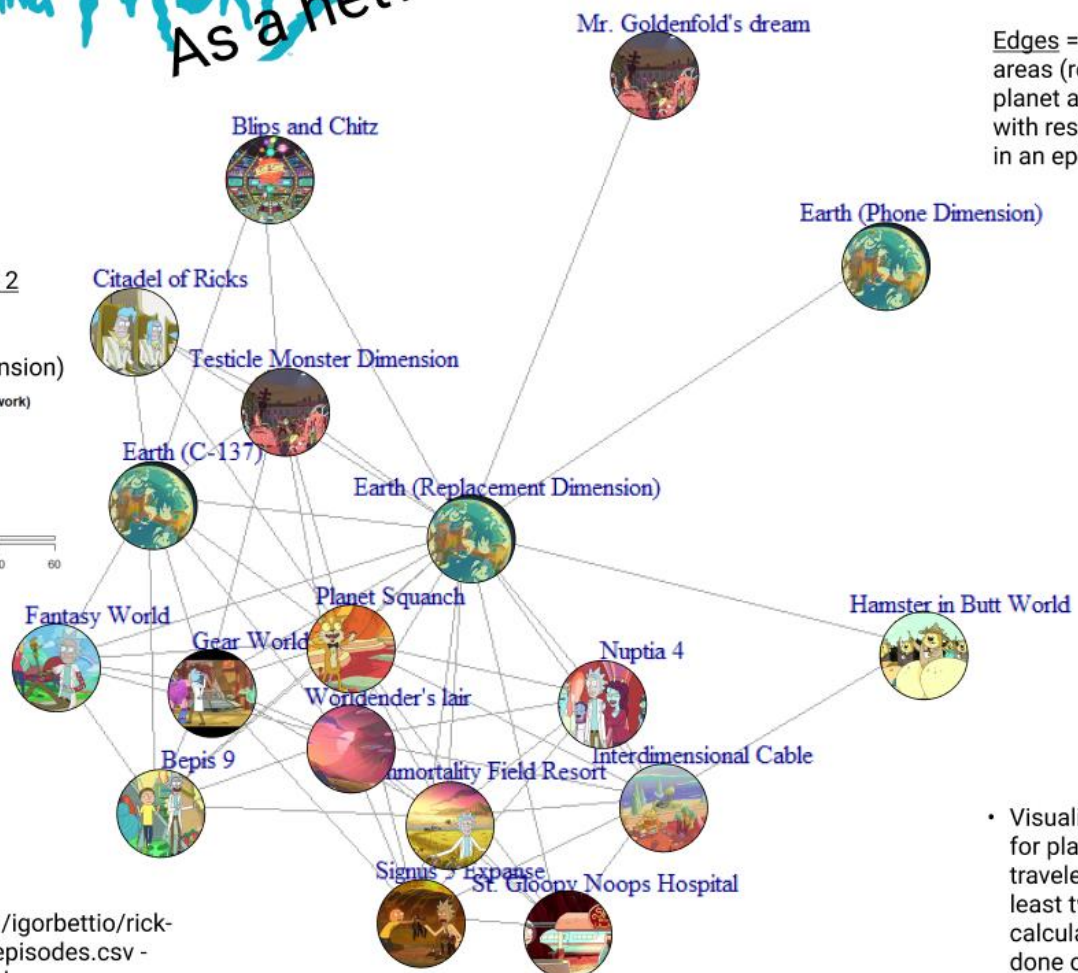 As a
Mr. Goldenfold's dream
Edges =
areas (r
planet a
with res
in an ep
Blips and Chitz
Earth (Phone Dimension)
2
Citadel of Ricks
nsion)
Testicle Monster Dimension
work)
Earth (C-137)
Earth (Replacement Dimension)
0
60
Planet Squanch
Fantasy World
Hamster in Butt World
Gear World
Nuptia 4
Worldender's lair
Bepis 9
Interdimensional Cable
mmortality Field Resort
• Visuali
for pla
travele
least t
calcula
done o
Signus 5 Expanse
St. Gloopy Noops Hospital
/igorbettio/rick-
episodes.csv -